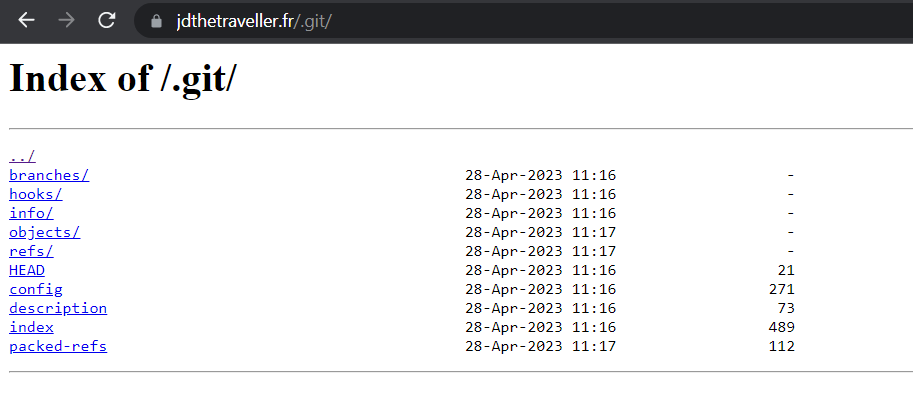 jdthetraveller.fr/.git/
Index of /.git/
../
branches/ 28-Apr-2023 11:16 -
hooks/ 28-Apr-2023 11:16 -
info/ 28-Apr-2023 11:16 -
objects/ 28-Apr-2023 11:17 -
refs/ 28-Apr-2023 11:17 -
HEAD 28-Apr-2023 11:16 21
config 28-Apr-2023 11:16 271
description 28-Apr-2023 11:16 73
index 28-Apr-2023 11:16 489
packed-refs 28-Apr-2023 11:17 112